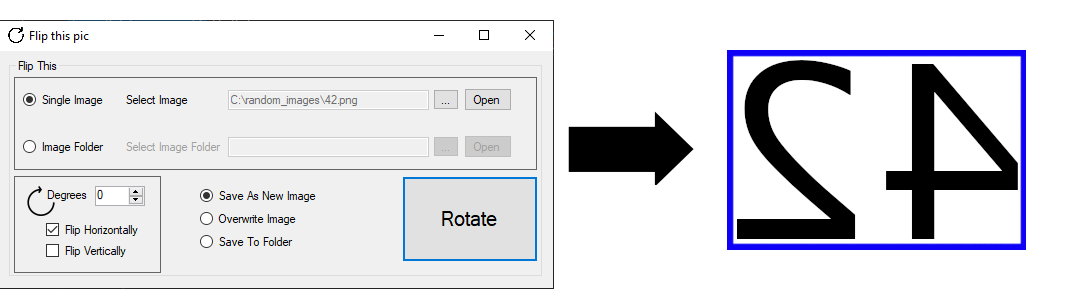 Flip this pic
Flip This
Single Image Select Image C:\random_images\42.png ... Open
Image Folder Select Image Folder ... Open
Degrees 0
Flip Horizontally
Flip Vertically
Save As New Image
Overwrite Image
Save To Folder
Rotate
42